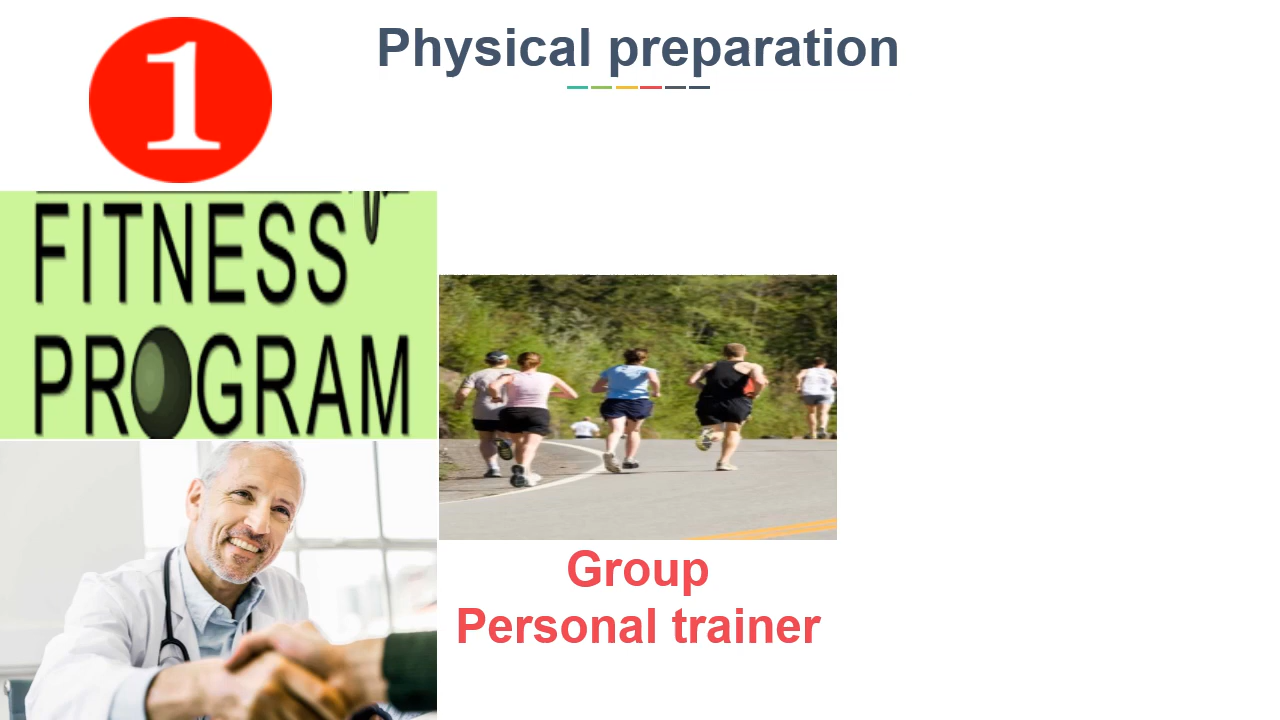 1
Physical preparation
FITNESS
PROGRAM
Group
Personal trainer